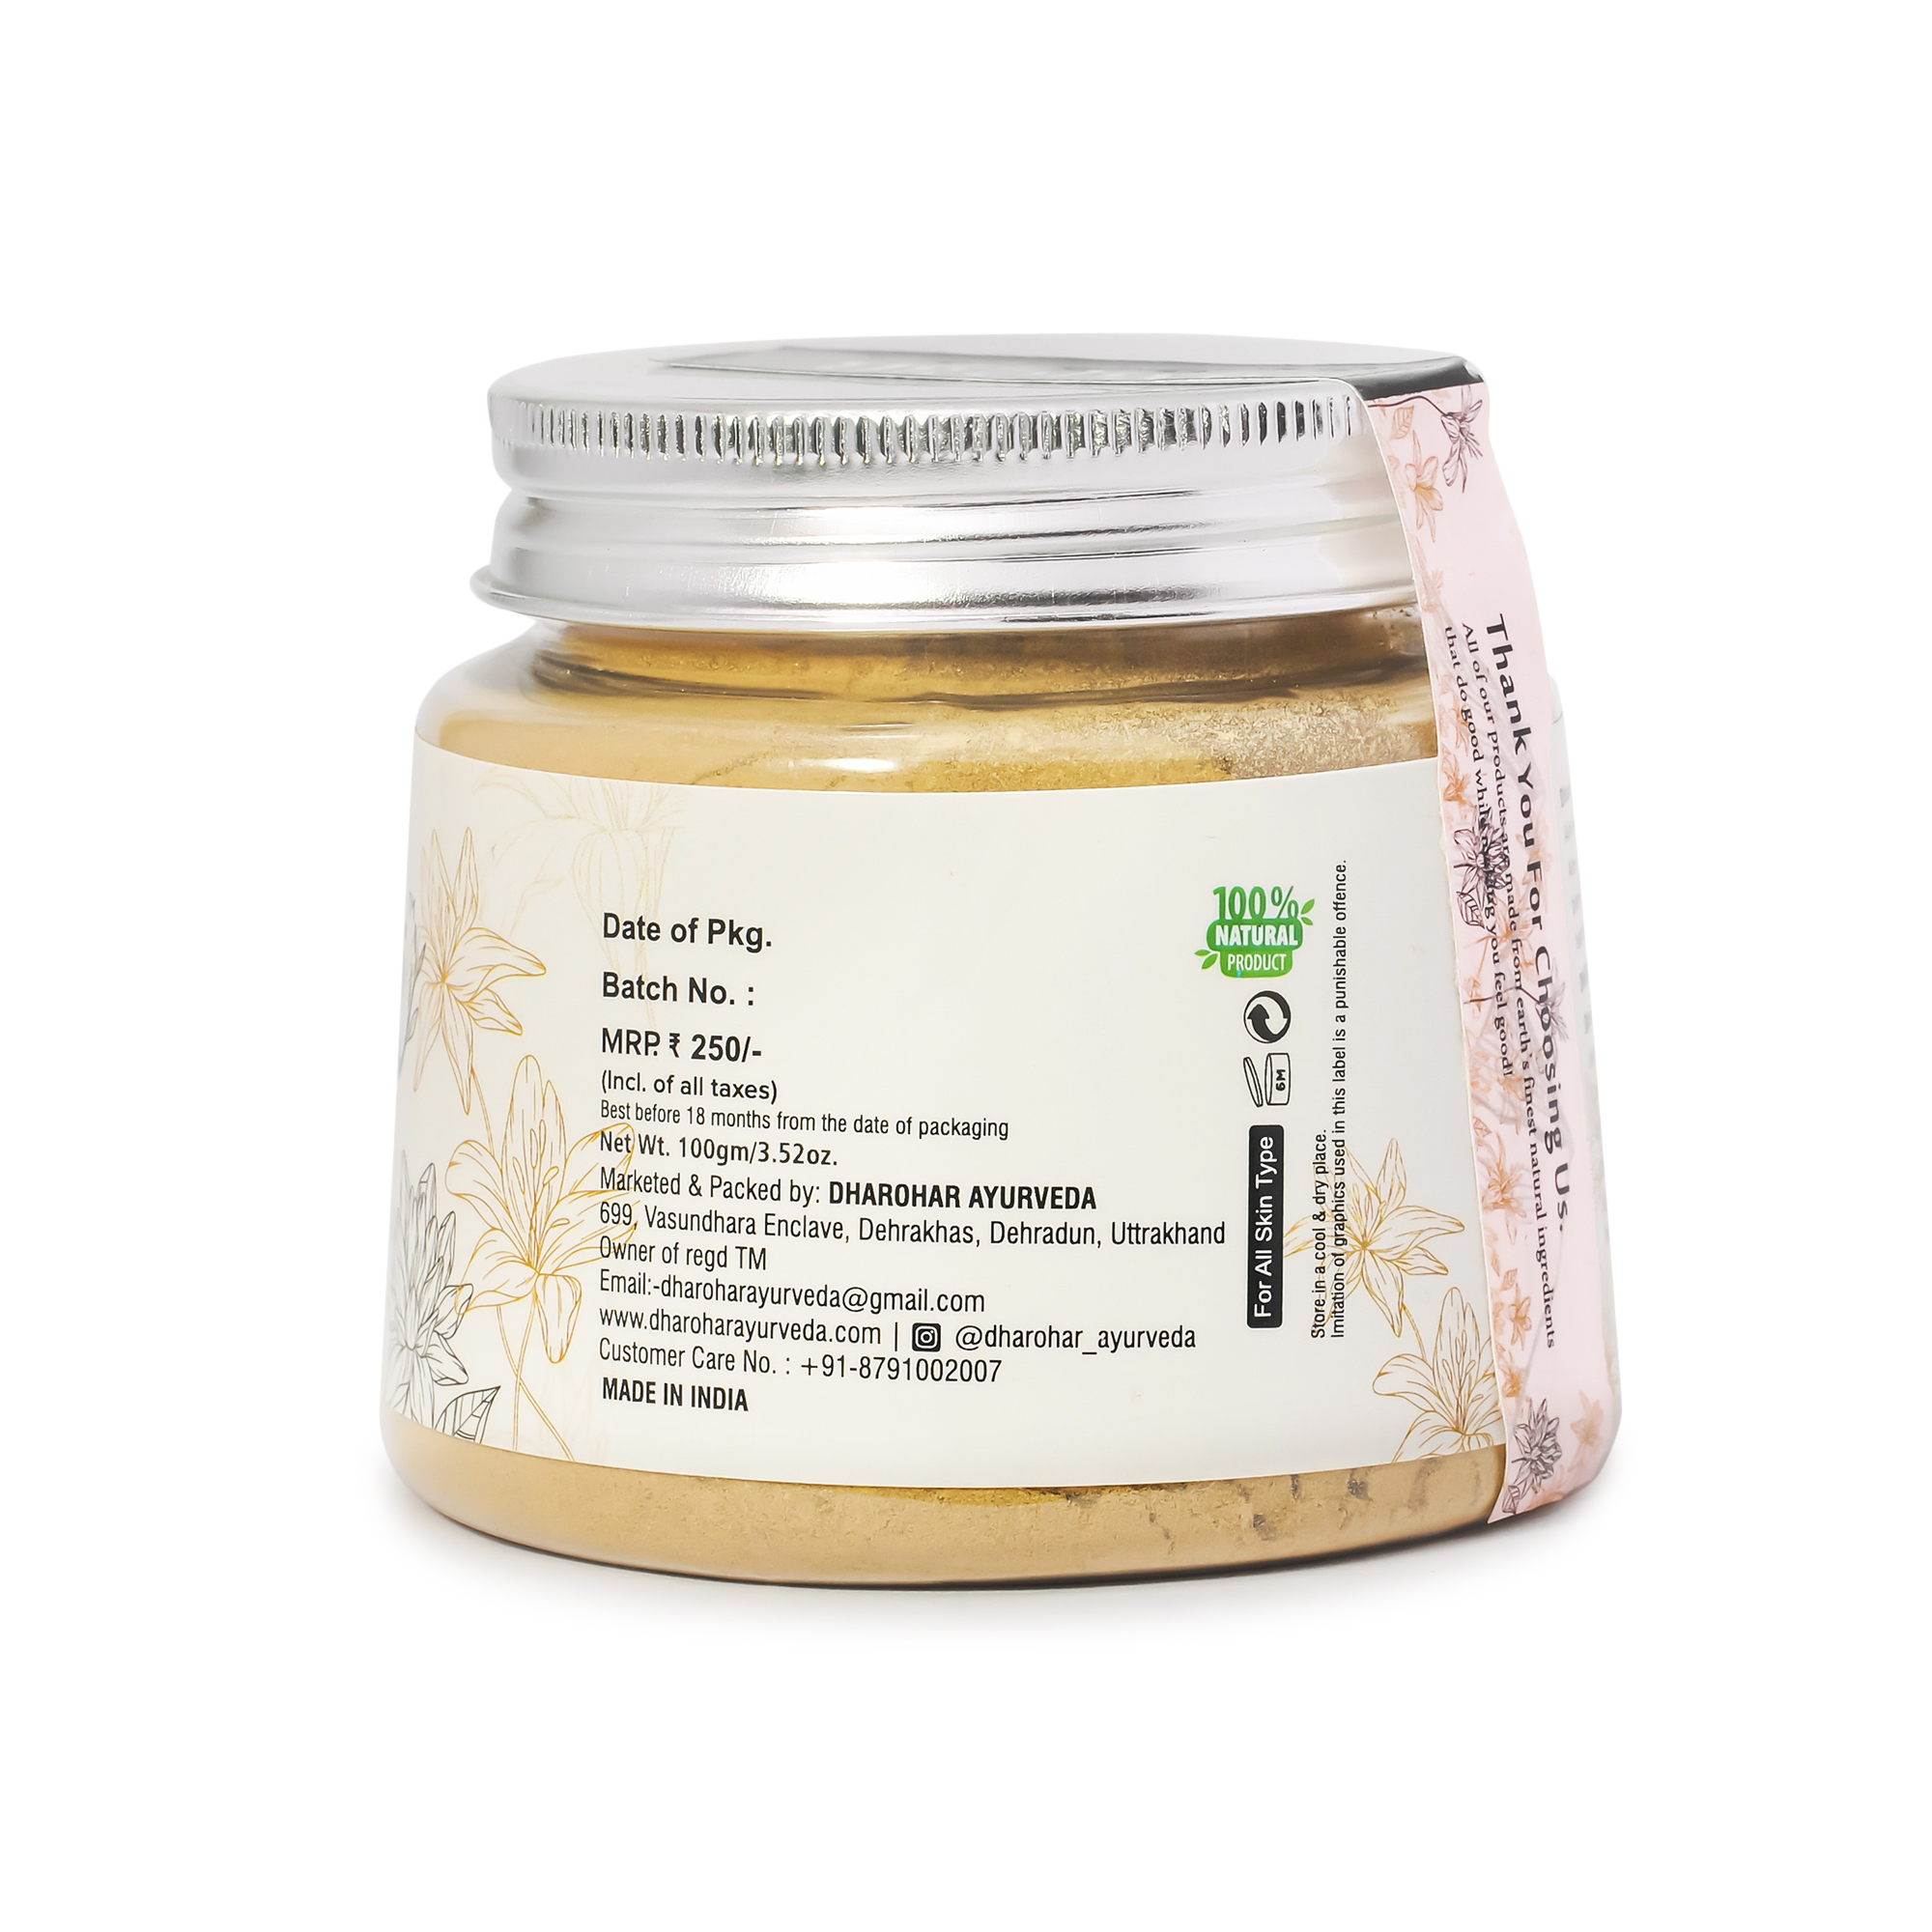 Date of Pkg.
Batch No. :
MRP. ₹ 250/-
(Incl. of all taxes)
Best before 18 months from the date of packaging
Net Wt. 100gm/3.52oz.
Marketed & Packed by: DHAROHAR AYURVEDA
699, Vasundhara Enclave, Dehrakhas, Dehradun, Uttrakhand
Owner of regd TM
Email:-dharoharayurveda@gmail.com
www.dharoharayurveda.com | @dharohar_ayurveda
Customer Care No. : +91-8791002007
MADE IN INDIA
100%
NATURAL
PRODUCT
6M
For All Skin Type
Store in a cool & dry place.
Imitation of graphics used in this label is a punishable offence.
Thank You For Choosing Us.
All of our products are made from earth's finest natural ingredients
that do good while making you feel good!